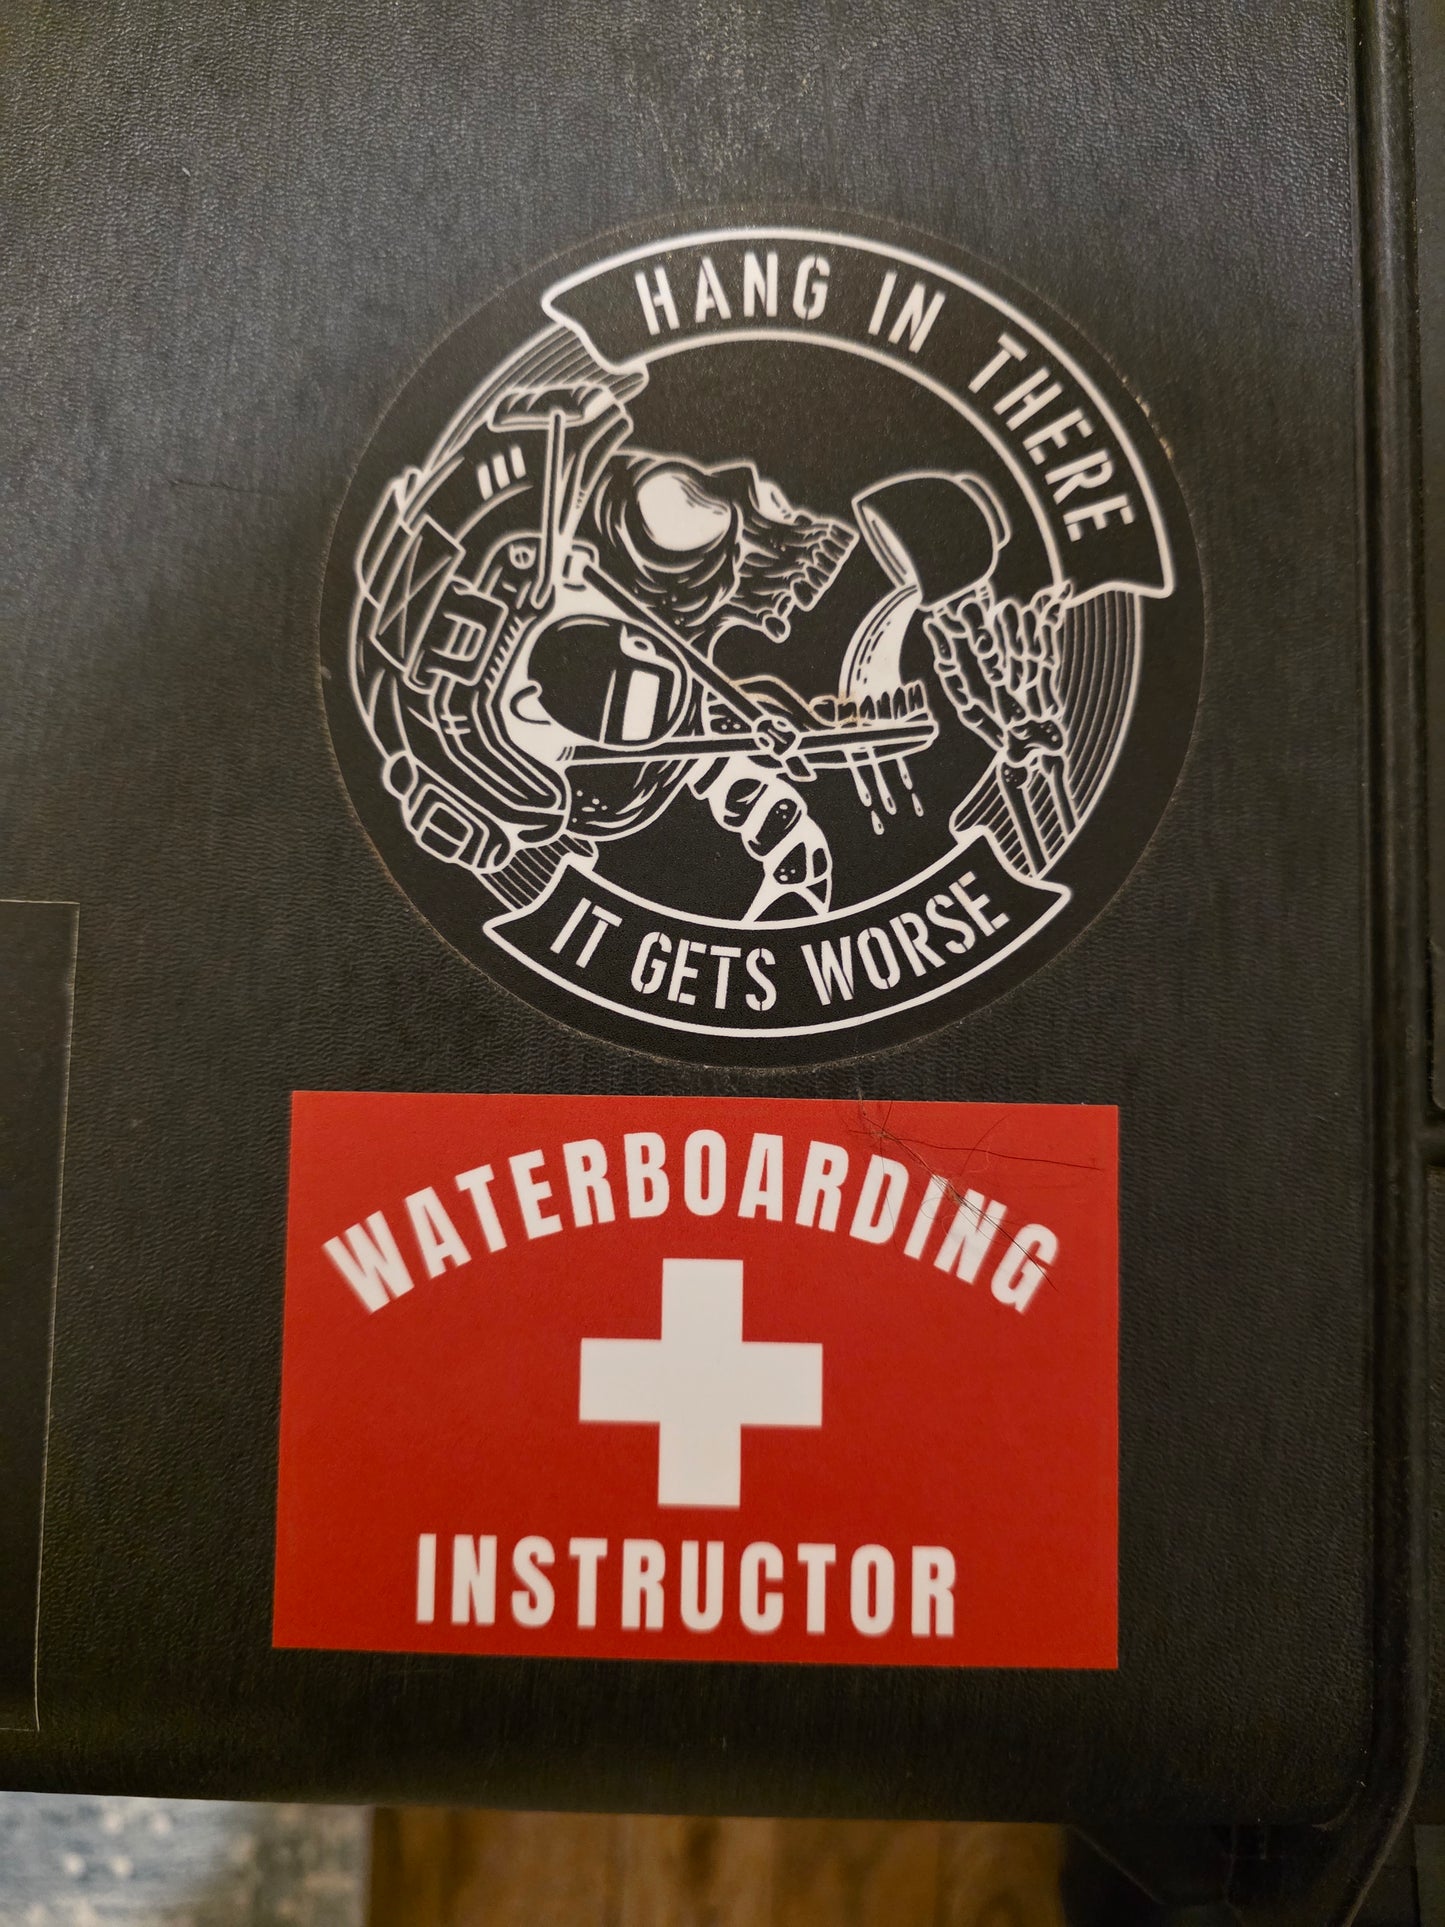 HANG IN THERE
IT GETS WORSE
WATERBOARDING
INSTRUCTOR